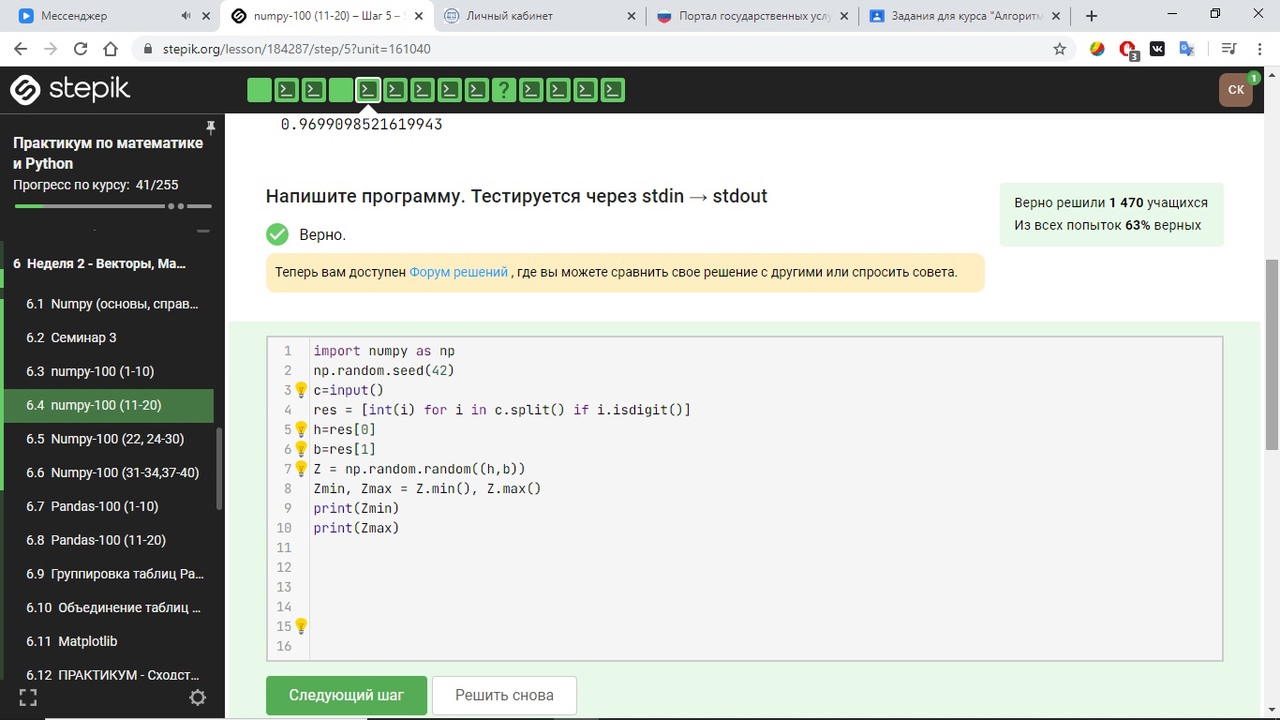 Мессенджер
numpy-100 (11-20) – Шаг 5 –
Личный кабинет
Портал государственных услу
Задания для курса "Алгоритм
stepik.org/lesson/184287/step/5?unit=161040
3
stepik
?
СК
1
Практикум по математике
и Python
Прогресс по курсу: 41/255
6 Неделя 2 - Векторы, Ма...
6.1 Numpy (основы, справ...
6.2 Семинар 3
6.3 numpy-100 (1-10)
6.4 numpy-100 (11-20)
6.5 Numpy-100 (22, 24-30)
6.6 Numpy-100 (31-34,37-40)
6.7 Pandas-100 (1-10)
6.8 Pandas-100 (11-20)
6.9 Группировка таблиц Pa...
6.10 Объединение таблиц ...
6.11 Matplotlib
6.12 ПРАКТИКУМ - Сходст...
0.9699098521619943
Напишите программу. Тестируется через stdin → stdout
Верно.
Теперь вам доступен Форум решений , где вы можете сравнить свое решение с другими или спросить совета.
Верно решили 1 470 учащихся
Из всех попыток 63% верных
1 import numpy as np
2 np.random.seed(42)
3 c=input()
4 res = [int(i) for i in c.split() if i.isdigit()]
5 h=res[0]
6 b=res[1]
7 Z = np.random.random((h,b))
8 Zmin, Zmax = Z.min(), Z.max()
9 print(Zmin)
10 print(Zmax)
11
12
13
14
15
16
Следующий шаг
Решить снова